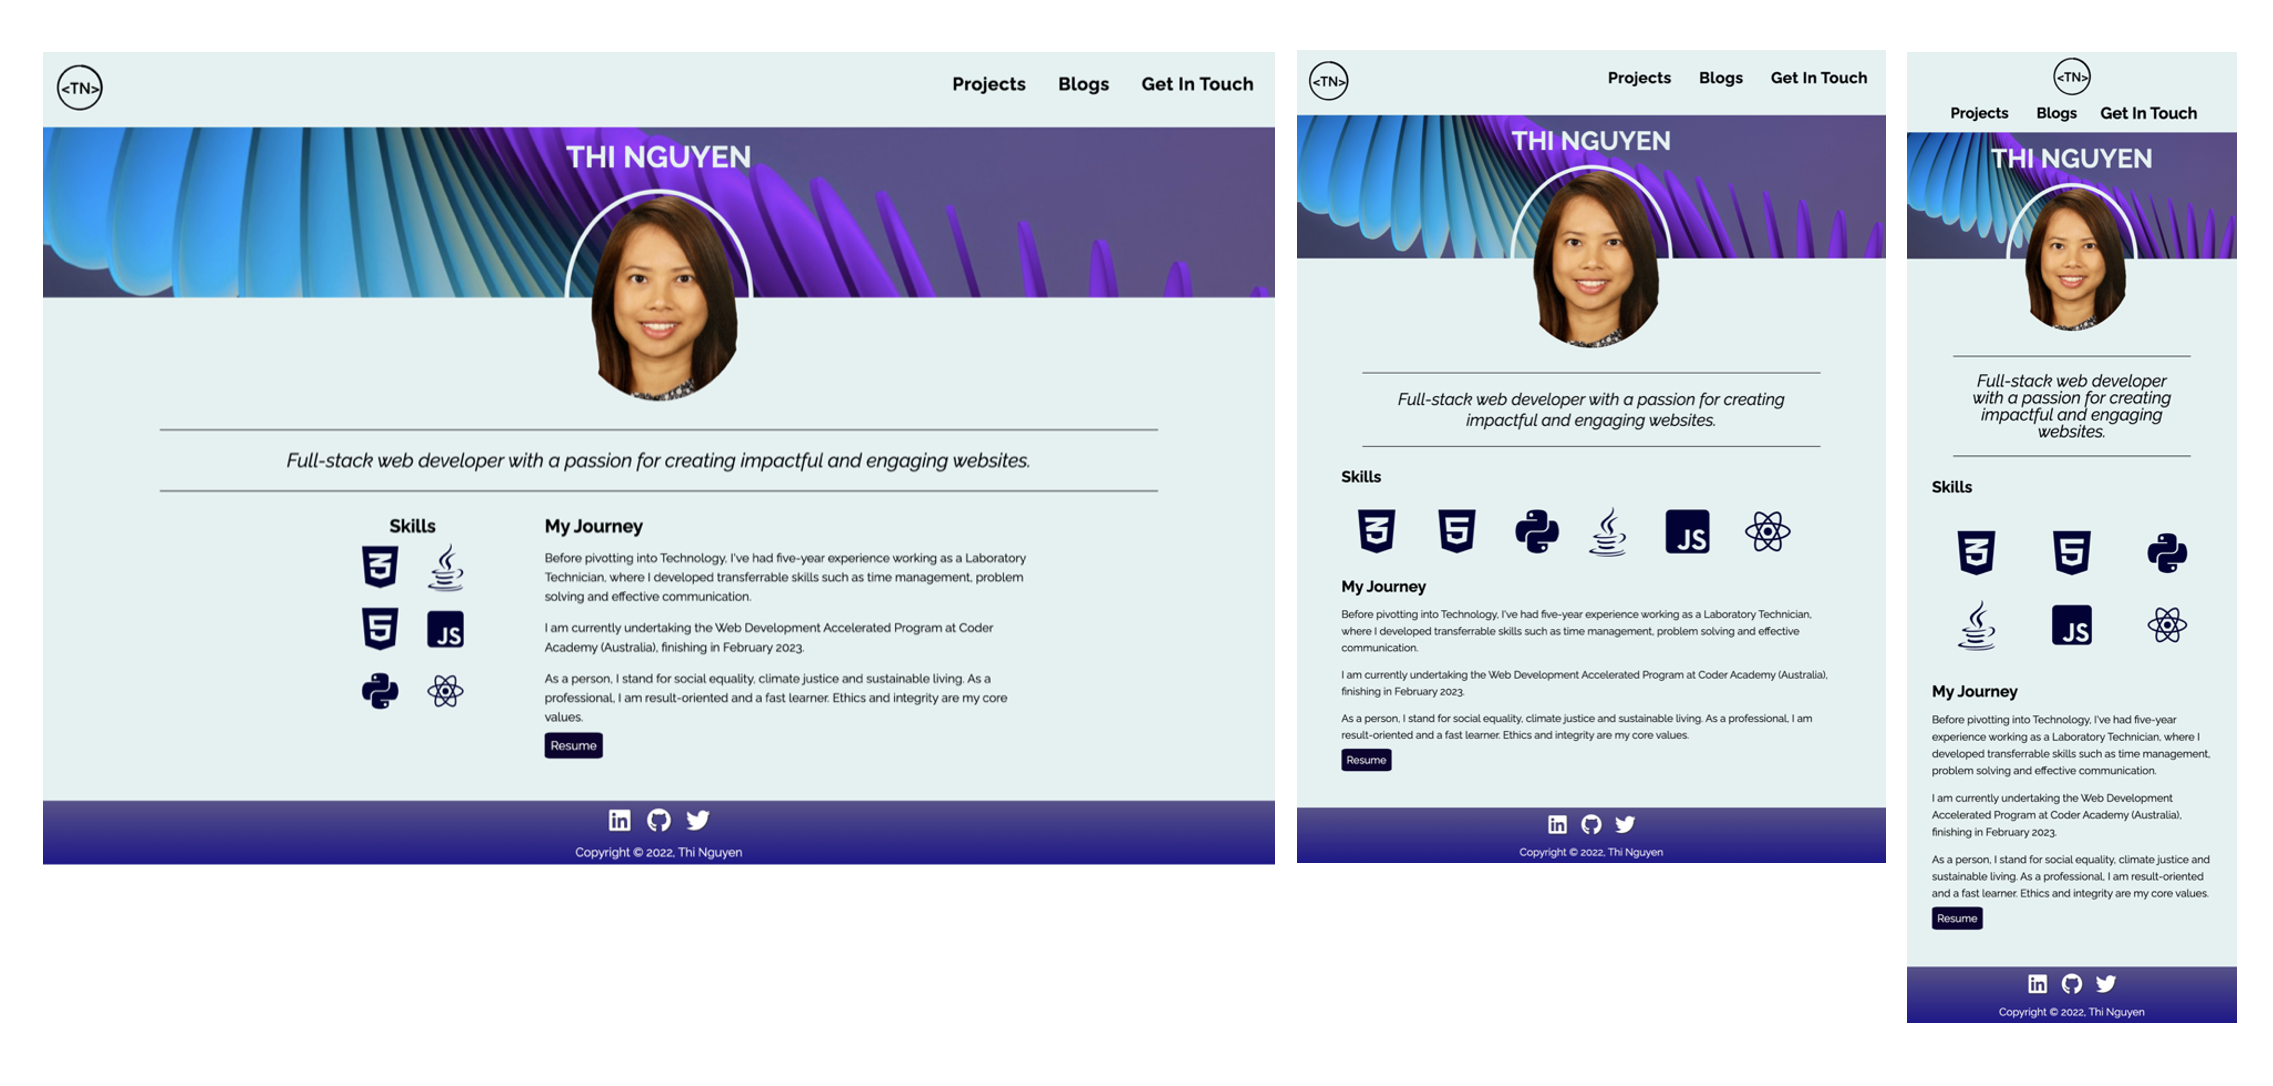 <TN>
Projects Blogs Get In Touch
THI NGUYEN
Full-stack web developer with a passion for creating impactful and engaging websites.
Skills
3
5
JS
My Journey
Before pivotting into Technology, I've had five-year experience working as a Laboratory
Technician, where I developed transferrable skills such as time management, problem
solving and effective communication.
I am currently undertaking the Web Development Accelerated Program at Coder
Academy (Australia), finishing in February 2023.
As a person, I stand for social equality, climate justice and sustainable living. As a
professional, I am result-oriented and a fast learner. Ethics and integrity are my core
values.
Resume
in
Copyright © 2022, Thi Nguyen
<TN>
Projects Blogs Get In Touch
THI NGUYEN
Full-stack web developer with a passion for creating
impactful and engaging websites.
Skills
3 5 JS
My Journey
Before pivotting into Technology, I've had five-year experience working as a Laboratory Technician,
where I developed transferrable skills such as time management, problem solving and effective
communication.
I am currently undertaking the Web Development Accelerated Program at Coder Academy (Australia),
finishing in February 2023.
As a person, I stand for social equality, climate justice and sustainable living. As a professional, I am
result-oriented and a fast learner. Ethics and integrity are my core values.
Resume
in
Copyright © 2022, Thi Nguyen
<TN>
Projects Blogs Get In Touch
THI NGUYEN
Full-stack web developer
with a passion for creating
impactful and engaging
websites.
Skills
3 5
JS
My Journey
Before pivotting into Technology, I've had five-year
experience working as a Laboratory Technician, where I
developed transferrable skills such as time management,
problem solving and effective communication.
I am currently undertaking the Web Development
Accelerated Program at Coder Academy (Australia),
finishing in February 2023.
As a person, I stand for social equality, climate justice and
sustainable living. As a professional, I am result-oriented
and a fast learner. Ethics and integrity are my core values.
Resume
in
Copyright © 2022, Thi Nguyen